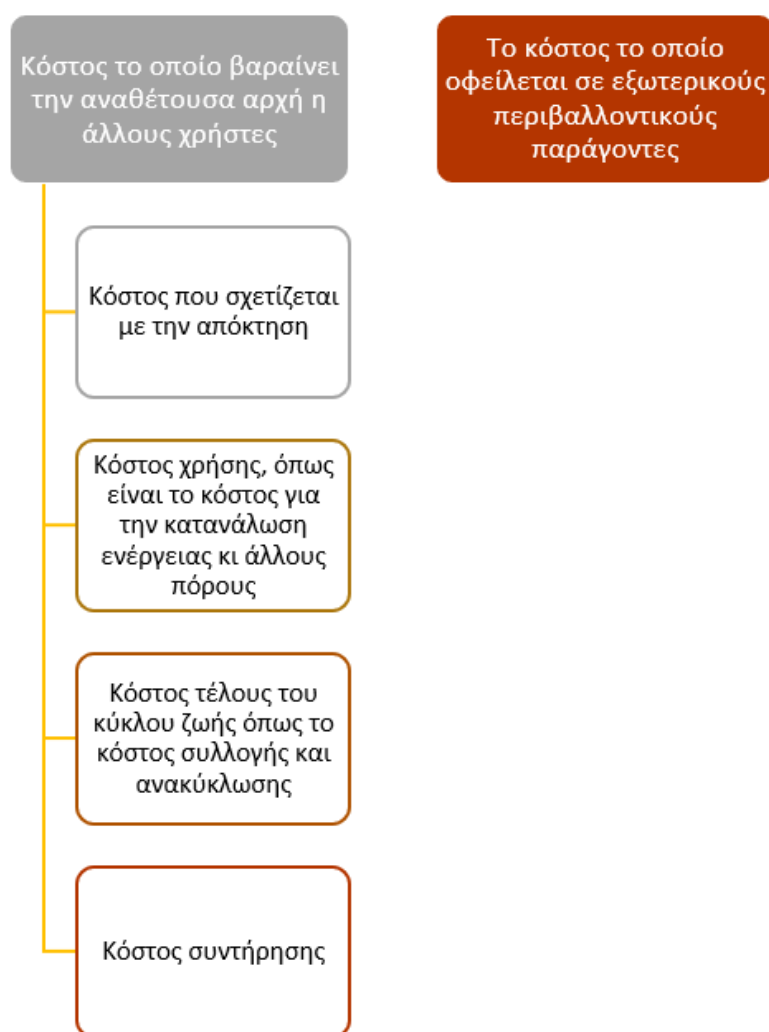 Κόστος το οποίο βαραίνει
την αναθέτουσα αρχή η
άλλους χρήστες
Το κόστος το οποίο
οφείλεται σε εξωτερικούς
περιβαλλοντικούς
παράγοντες
Κόστος που σχετίζεται
με την απόκτηση
Κόστος χρήσης, όπως
είναι το κόστος για
την κατανάλωση
ενέργειας κι άλλους
πόρους
Κόστος τέλους του
κύκλου ζωής όπως το
κόστος συλλογής και
ανακύκλωσης
Κόστος συντήρησης